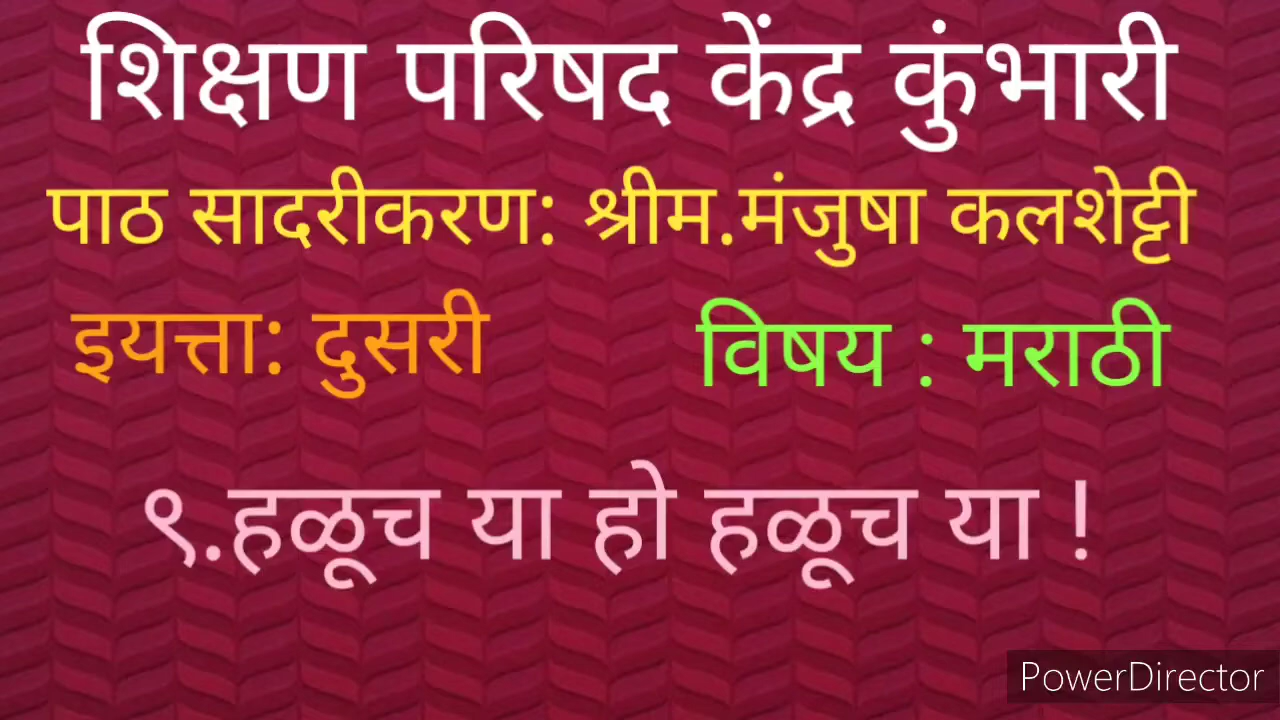 शिक्षण परिषद केंद्र कुंभारी
पाठ सादरीकरण: श्रीम.मंजुषा कलशेट्टी
इयत्ता: दुसरी विषय : मराठी
९.हळूच या हो हळूच या !
PowerDirector